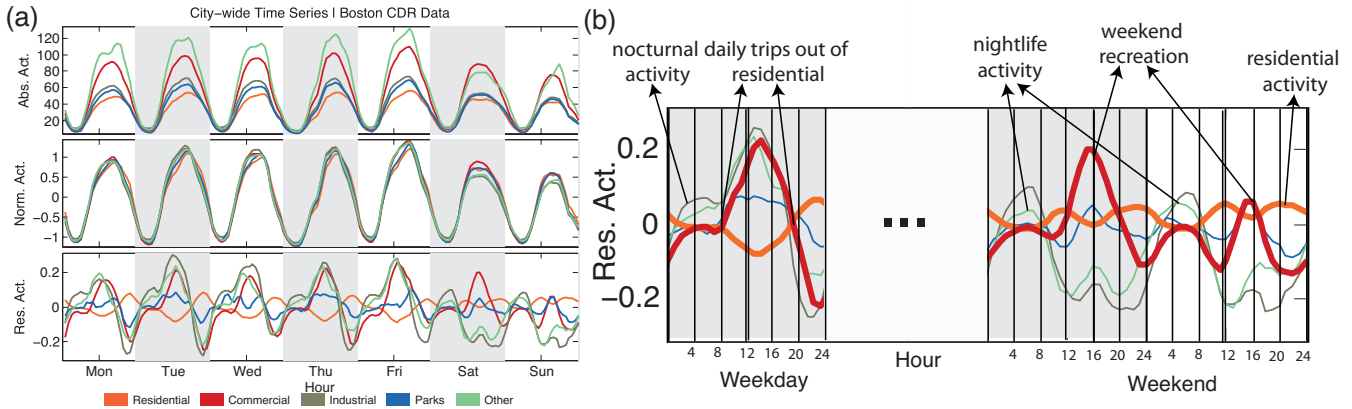 (a)
City-wide Time Series | Boston CDR Data
Abs. Act.
120
100
80
60
40
20
Norm. Act
1
0.5
0
−0.5
−1
Res. Act.
0.2
0
−0.2
Mon Tue Wed Thu Fri Sat Sun
Hour
Residential Commercial Industrial Parks Other
(b)
nocturnal daily trips out of
activity residential
nightlife
activity
weekend
recreation
residential
activity
Res. Act.
0.2
0
−0.2
4 8 12 16 20 24
Weekday
Hour
4 8 12 16 20 24 4 8 12 16 20 24
Weekend